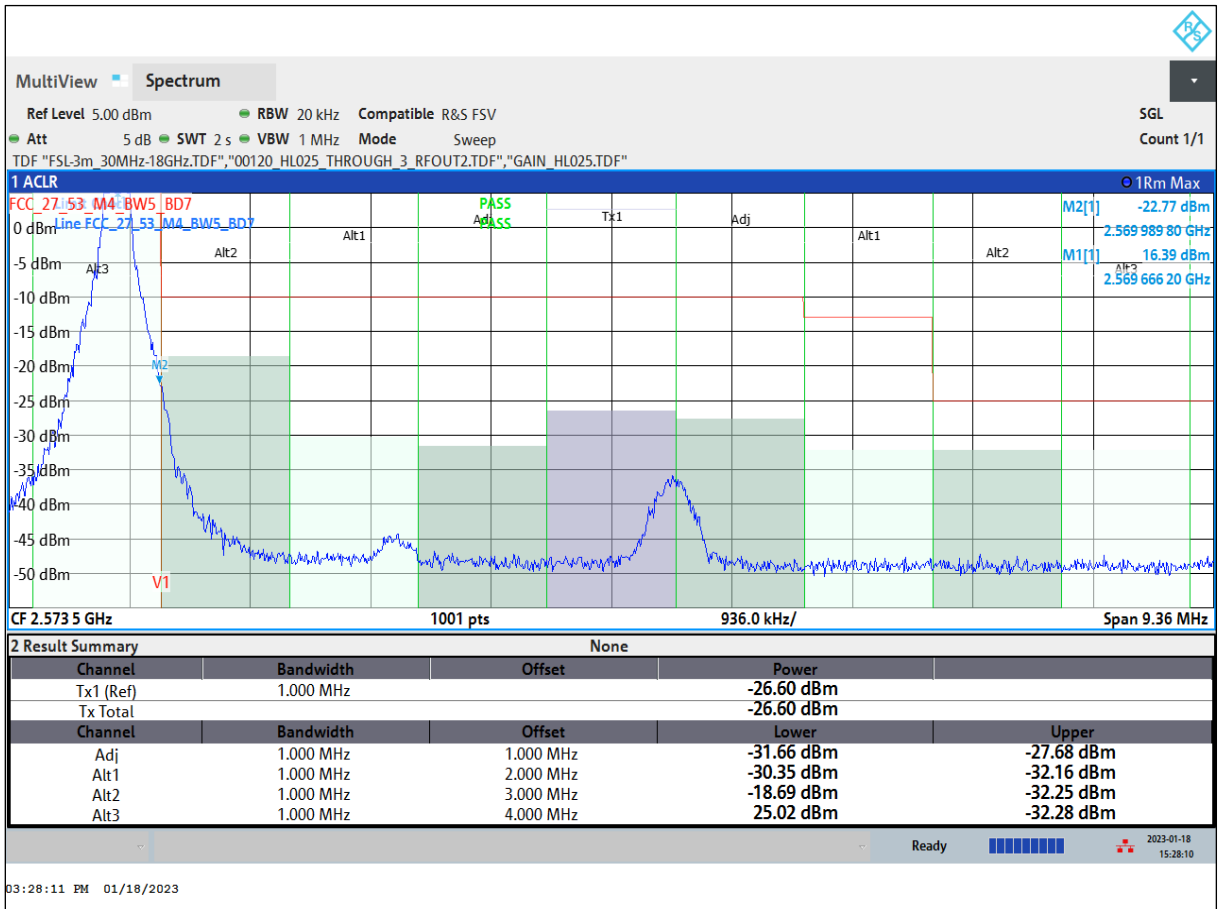 R&S
MultiView Spectrum
Ref Level 5.00 dBm RBW 20 kHz Compatible R&S FSV SGL
Att 5 dB SWT 2 s VBW 1 MHz Mode Sweep Count 1/1
TDF "FSL-3m_30MHz-18GHz.TDF","00120_HL025_THROUGH_3_RFOUT2.TDF","GAIN_HL025.TDF"
1 ACLR 1Rm Max
FCC_27_53_M4_BW5_BD7 PASS
Line FCC_27_53_M4_BW5_BD7 PASS
M2[1] -22.77 dBm
2.569 989 80 GHz
M1[1] 16.39 dBm
2.569 666 20 GHz
Alt3 Alt2 Alt1 Adj Tx1 Adj Alt1 Alt2 Alt3
0 dBm
-5 dBm
-10 dBm
-15 dBm
-20 dBm
M2
-25 dBm
-30 dBm
-35 dBm
-40 dBm
-45 dBm
-50 dBm
V1
CF 2.573 5 GHz 1001 pts 936.0 kHz/ Span 9.36 MHz
2 Result Summary None
Channel Bandwidth Offset Power
Tx1 (Ref) 1.000 MHz -26.60 dBm
Tx Total -26.60 dBm
Channel Bandwidth Offset Lower Upper
Adj 1.000 MHz 1.000 MHz -31.66 dBm -27.68 dBm
Alt1 1.000 MHz 2.000 MHz -30.35 dBm -32.16 dBm
Alt2 1.000 MHz 3.000 MHz -18.69 dBm -32.25 dBm
Alt3 1.000 MHz 4.000 MHz 25.02 dBm -32.28 dBm
Ready 2023-01-18
15:28:10
03:28:11 PM 01/18/2023